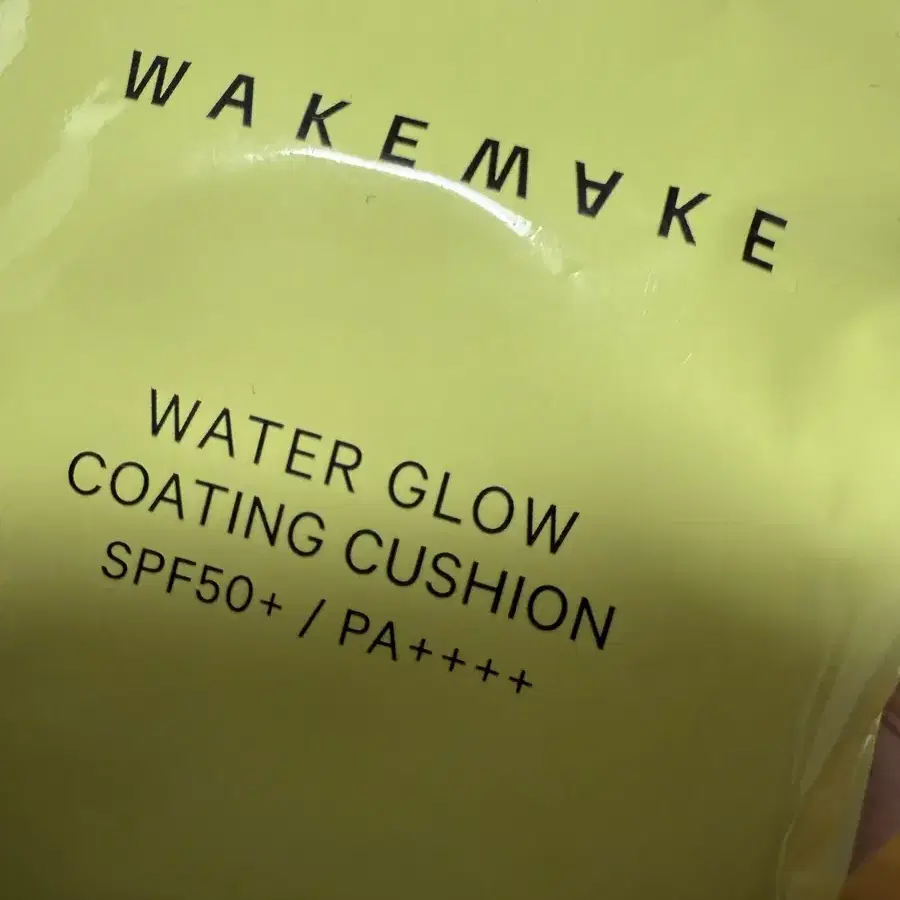 WAKEMAKE
WATER GLOW
COATING CUSHION
SPF50+ / PA++++